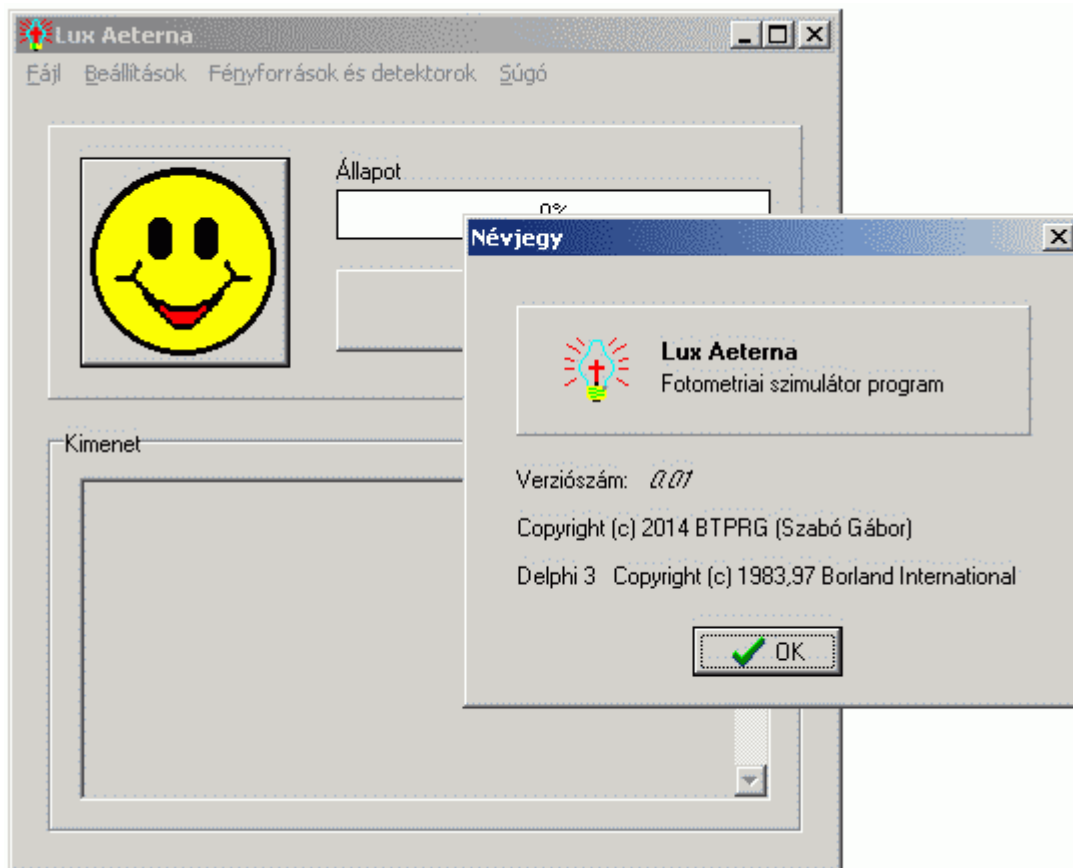 Lux Aeterna
Fájl Beállítások Fényforrások és detektorok Súgó
Állapot
0%
Névjegy
Lux Aeterna
Fotometriai szimulátor program
Kimenet
Verziószám: 0.01
Copyright (c) 2014 BTPRG (Szabó Gábor)
Delphi 3 Copyright (c) 1983,97 Borland International
OK